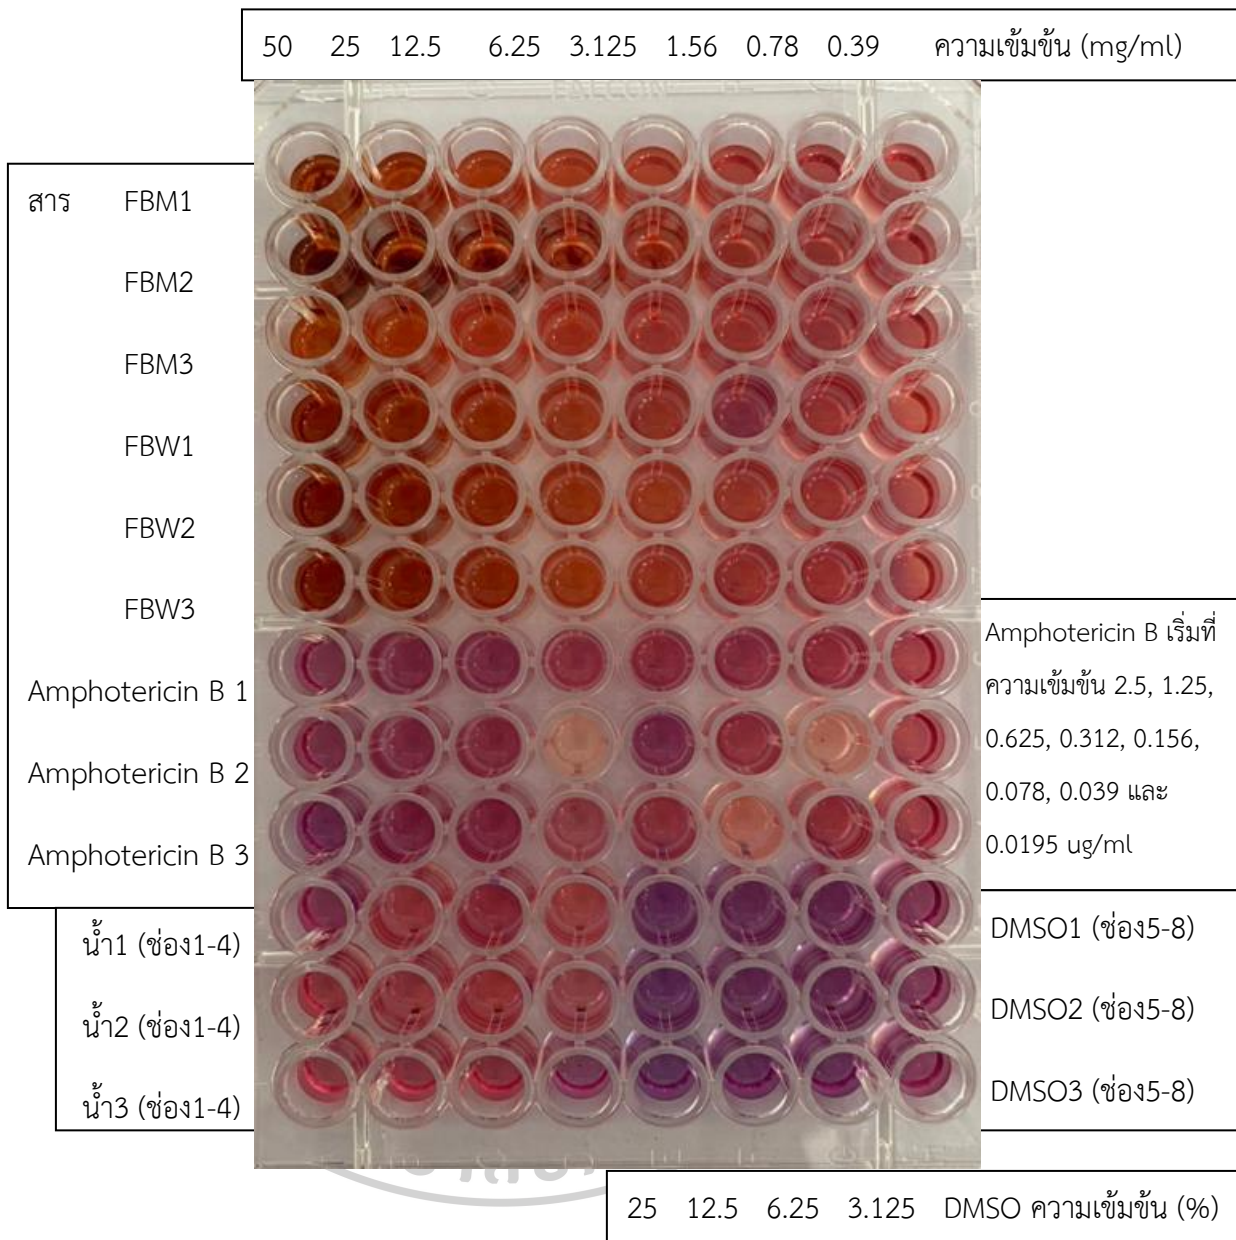 50 25 12.5 6.25 3.125 1.56 0.78 0.39 ความเข้มข้น (mg/ml)
FALCON
สาร FBM1
FBM2
FBM3
FBW1
FBW2
FBW3
Amphotericin B 1
Amphotericin B 2
Amphotericin B 3
Amphotericin B เริ่มที่
ความเข้มข้น 2.5, 1.25,
0.625, 0.312, 0.156,
0.078, 0.039 และ
0.0195 ug/ml
น้ำ1 (ช่อง1-4)
น้ำ2 (ช่อง1-4)
น้ำ3 (ช่อง1-4)
DMSO1 (ช่อง5-8)
DMSO2 (ช่อง5-8)
DMSO3 (ช่อง5-8)
25 12.5 6.25 3.125 DMSO ความเข้มข้น (%)